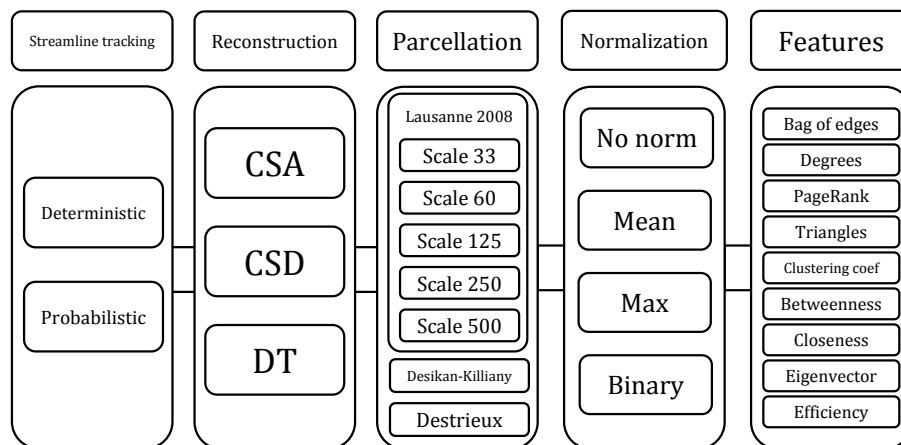 Streamline tracking
Reconstruction
Parcellation
Normalization
Features
Deterministic
Probabilistic
CSA
CSD
DT
Lausanne 2008
Scale 33
Scale 60
Scale 125
Scale 250
Scale 500
Desikan-Killiany
Destrieux
No norm
Mean
Max
Binary
Bag of edges
Degrees
PageRank
Triangles
Clustering coef
Betweenness
Closeness
Eigenvector
Efficiency